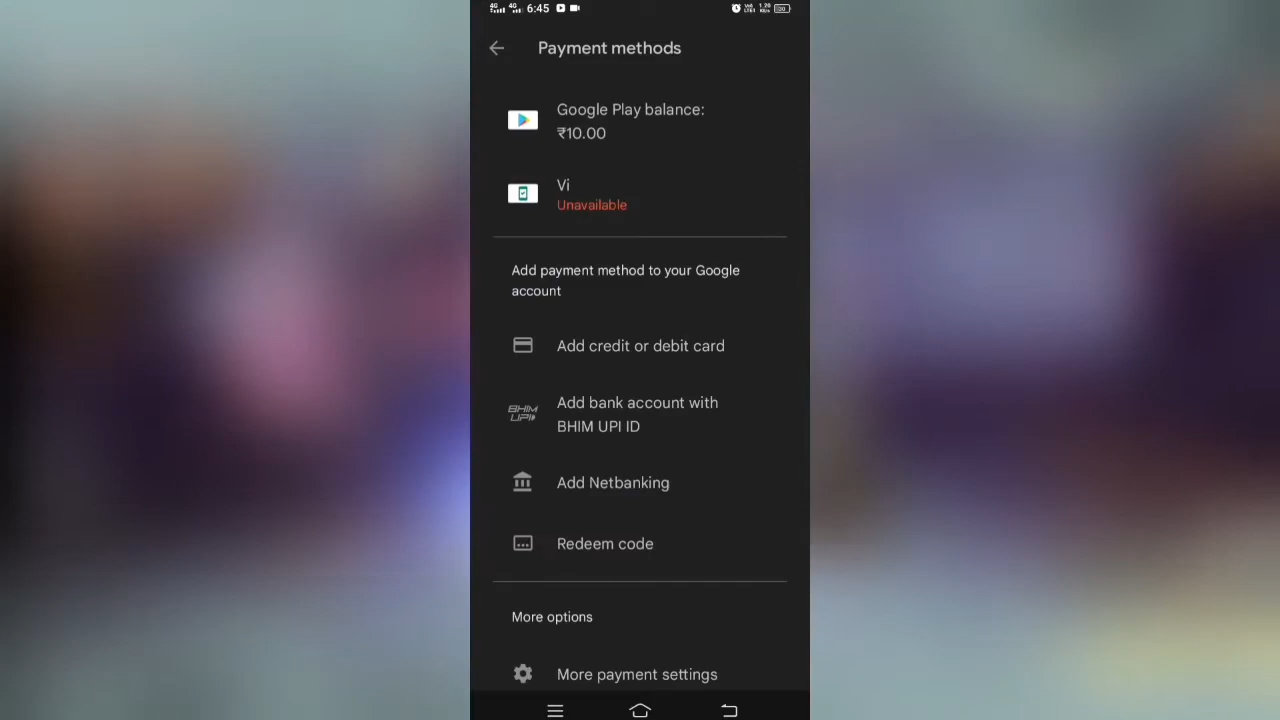 4G 4G 6:45
Payment methods
Google Play balance:
₹10.00
Vi
Unavailable
Add payment method to your Google
account
Add credit or debit card
BHIM
UPI
Add bank account with
BHIM UPI ID
Add Netbanking
Redeem code
More options
More payment settings